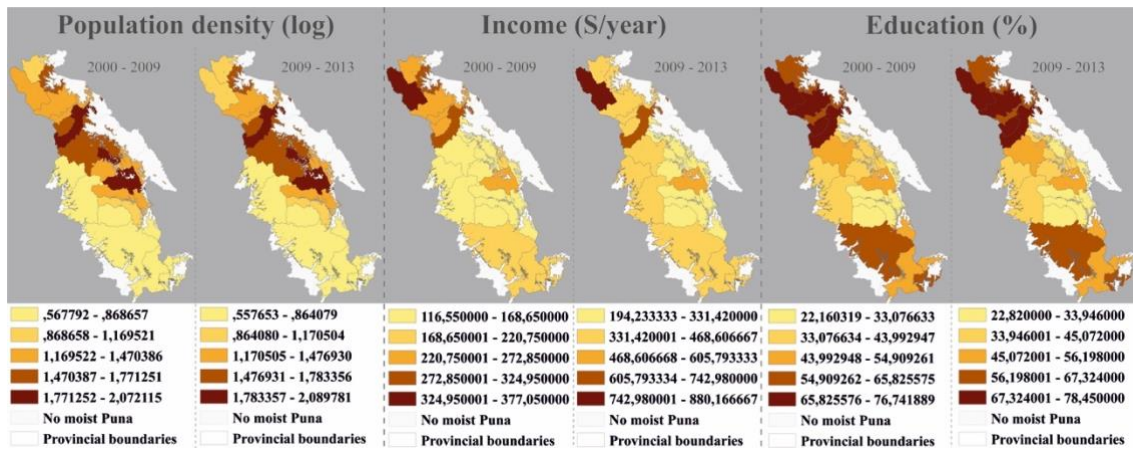 Population density (log)
2000 - 2009
2009 - 2013
,567792 - ,868657
,868658 - 1,169521
1,169522 - 1,470386
1,470387 - 1,771251
1,771252 - 2,072115
No moist Puna
Provincial boundaries
,557653 - ,864079
,864080 - 1,170504
1,170505 - 1,476930
1,476931 - 1,783356
1,783357 - 2,089781
No moist Puna
Provincial boundaries
Income (S/year)
2000 - 2009
2009 - 2013
116,550000 - 168,650000
168,650001 - 220,750000
220,750001 - 272,850000
272,850001 - 324,950000
324,950001 - 377,050000
No moist Puna
Provincial boundaries
194,233333 - 331,420000
331,420001 - 468,606667
468,606668 - 605,793333
605,793334 - 742,980000
742,980001 - 880,166667
No moist Puna
Provincial boundaries
Education (%)
2000 - 2009
2009 - 2013
22,160319 - 33,076633
33,076634 - 43,992947
43,992948 - 54,909261
54,909262 - 65,825575
65,825576 - 76,741889
No moist Puna
Provincial boundaries
22,820000 - 33,946000
33,946001 - 45,072000
45,072001 - 56,198000
56,198001 - 67,324000
67,324001 - 78,450000
No moist Puna
Provincial boundaries